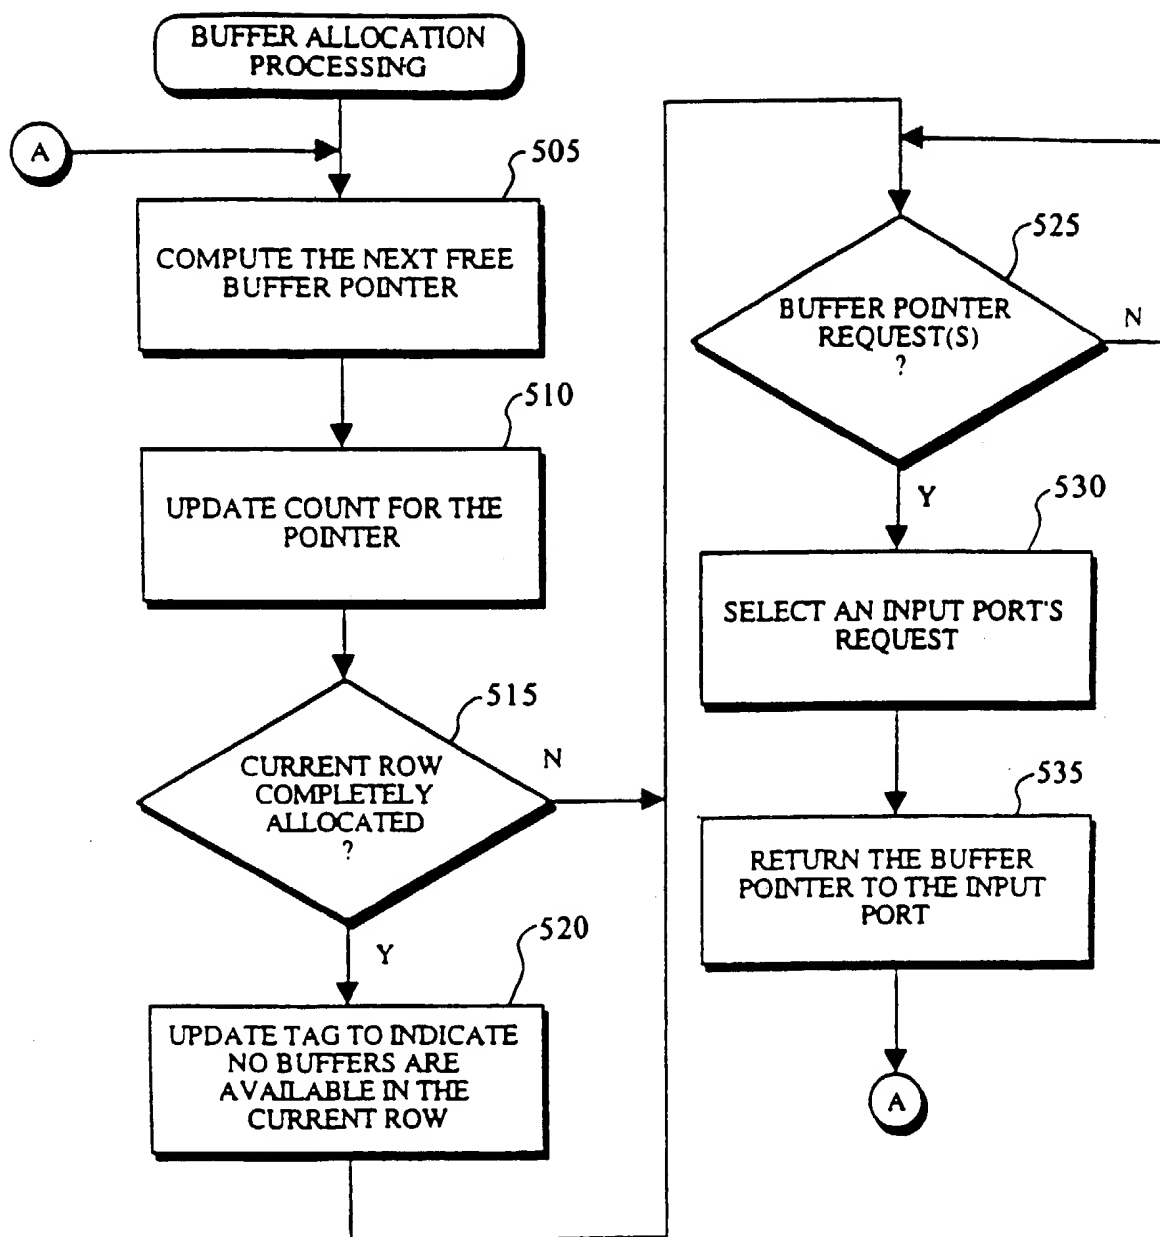 BUFFER ALLOCATION
PROCESSING
A
505
COMPUTE THE NEXT FREE
BUFFER POINTER
510
UPDATE COUNT FOR THE
POINTER
515
CURRENT ROW
COMPLETELY
ALLOCATED
?
N
Y
520
UPDATE TAG TO INDICATE
NO BUFFERS ARE
AVAILABLE IN THE
CURRENT ROW
525
BUFFER POINTER
REQUEST(S)
?
N
Y
530
SELECT AN INPUT PORT'S
REQUEST
535
RETURN THE BUFFER
POINTER TO THE INPUT
PORT
A